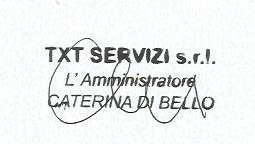 TXT SERVIZI s.r.l.
L'Amministratore
CATERINA DI BELLO